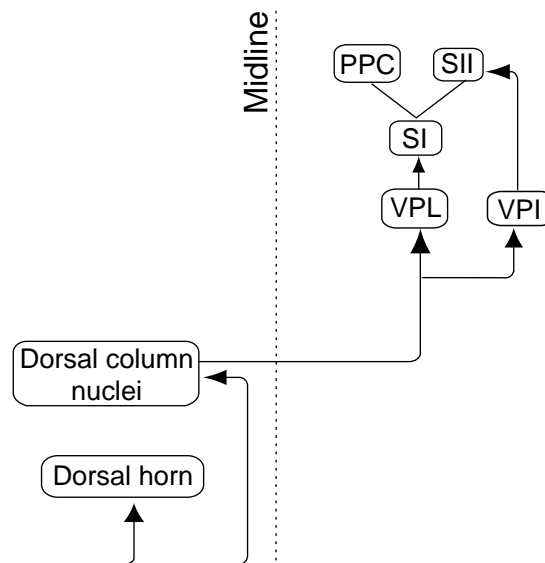 Midline
PPC
SII
SI
VPL
VPI
Dorsal column
nuclei
Dorsal horn